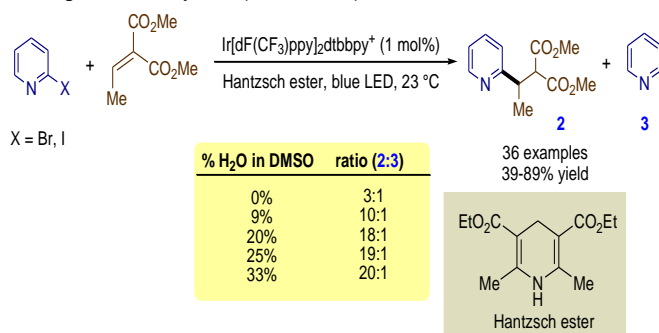 CO₂Me
CO₂Me
N
X
+
Me
Ir[dF(CF3)ppy]₂dtbbpy⁺ (1 mol%)
Hantzsch ester, blue LED, 23 °C
N
CO₂Me
CO₂Me
Me
+
N
2
3
X = Br, I
36 examples
39-89% yield
% H₂O in DMSO ratio (2:3)
0% 3:1
9% 10:1
20% 18:1
25% 19:1
33% 20:1
EtO₂C
CO₂Et
Me
N
H
Me
Hantzsch ester